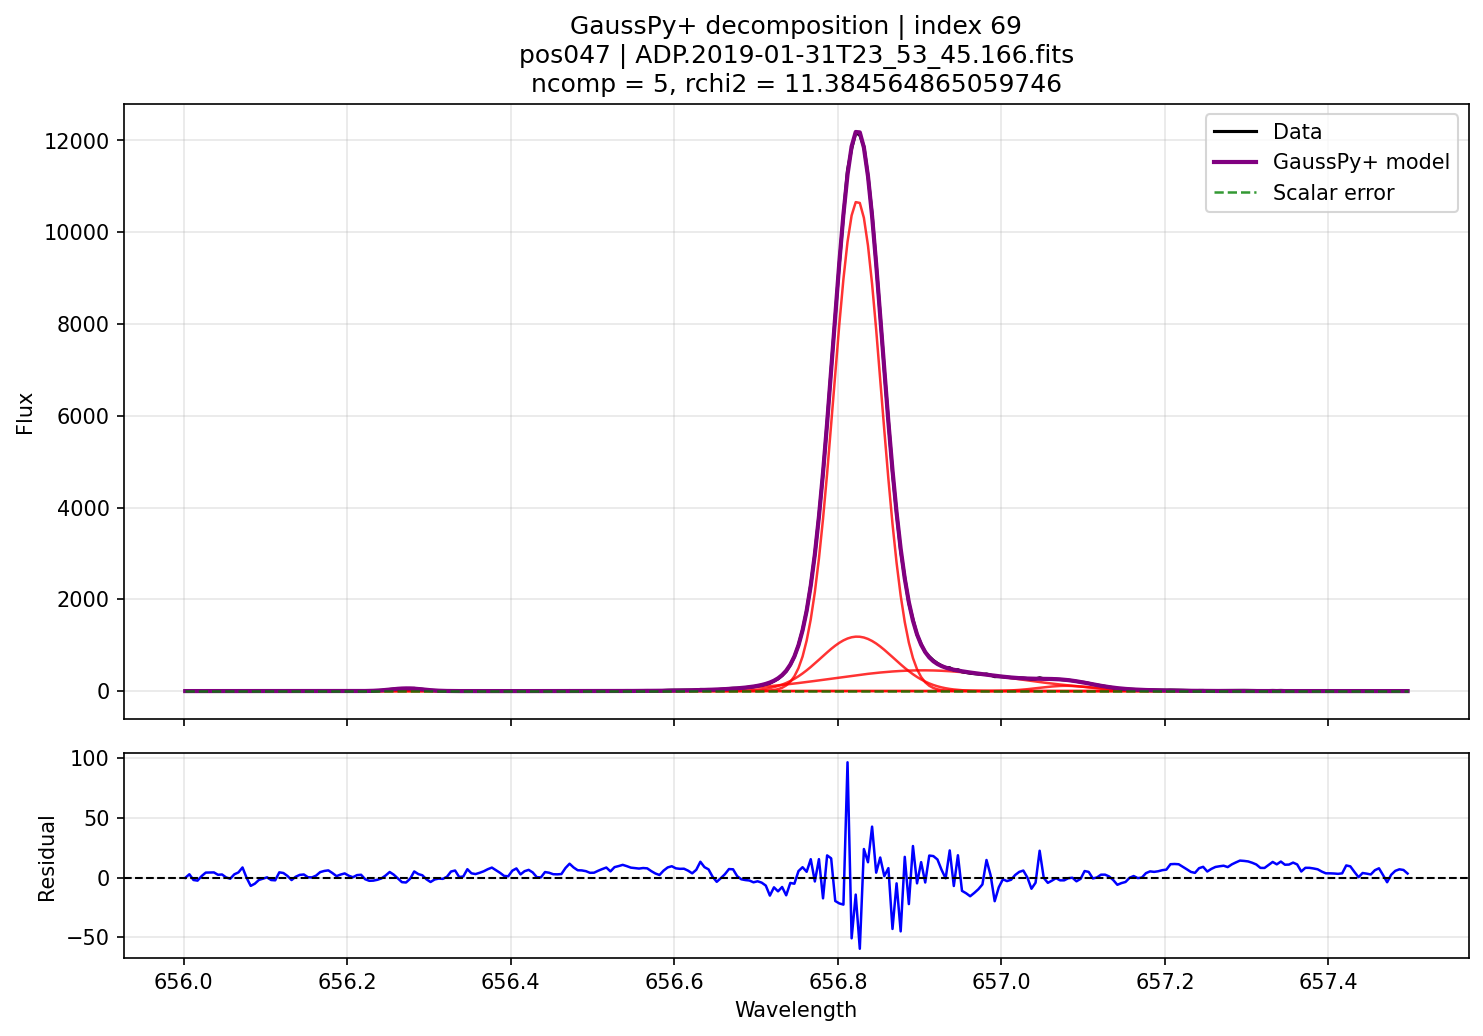 GaussPy+ decomposition | index 69
pos047 | ADP.2019-01-31T23_53_45.166.fits
ncomp = 5, rchi2 = 11.384564865059746
Data
GaussPy+ model
Scalar error
12000
10000
8000
6000
4000
2000
0
Flux
100
50
0
−50
Residual
656.0 656.2 656.4 656.6 656.8 657.0 657.2 657.4
Wavelength